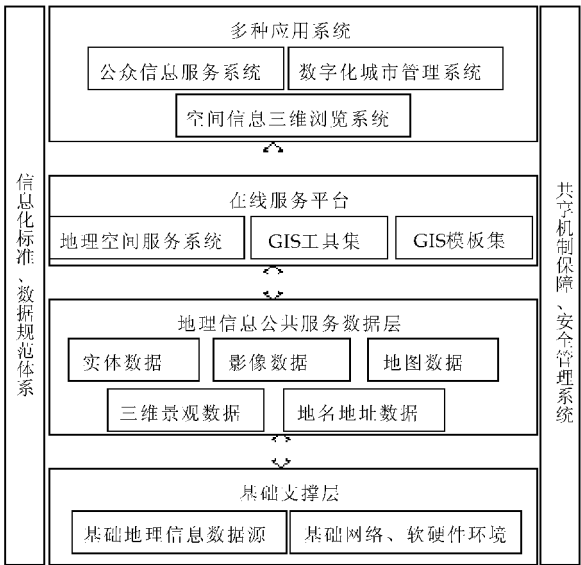 多种应用系统
公众信息服务系统
数字化城市管理系统
空间信息三维浏览系统
信息化标准、数据规范体系
在线服务平台
地理空间服务系统
GIS工具集
GIS模板集
地理信息公共服务数据层
实体数据
影像数据
地图数据
三维景观数据
地名地址数据
基础支撑层
基础地理信息数据源
基础网络、软硬件环境
共享机制保障、安全管理系统